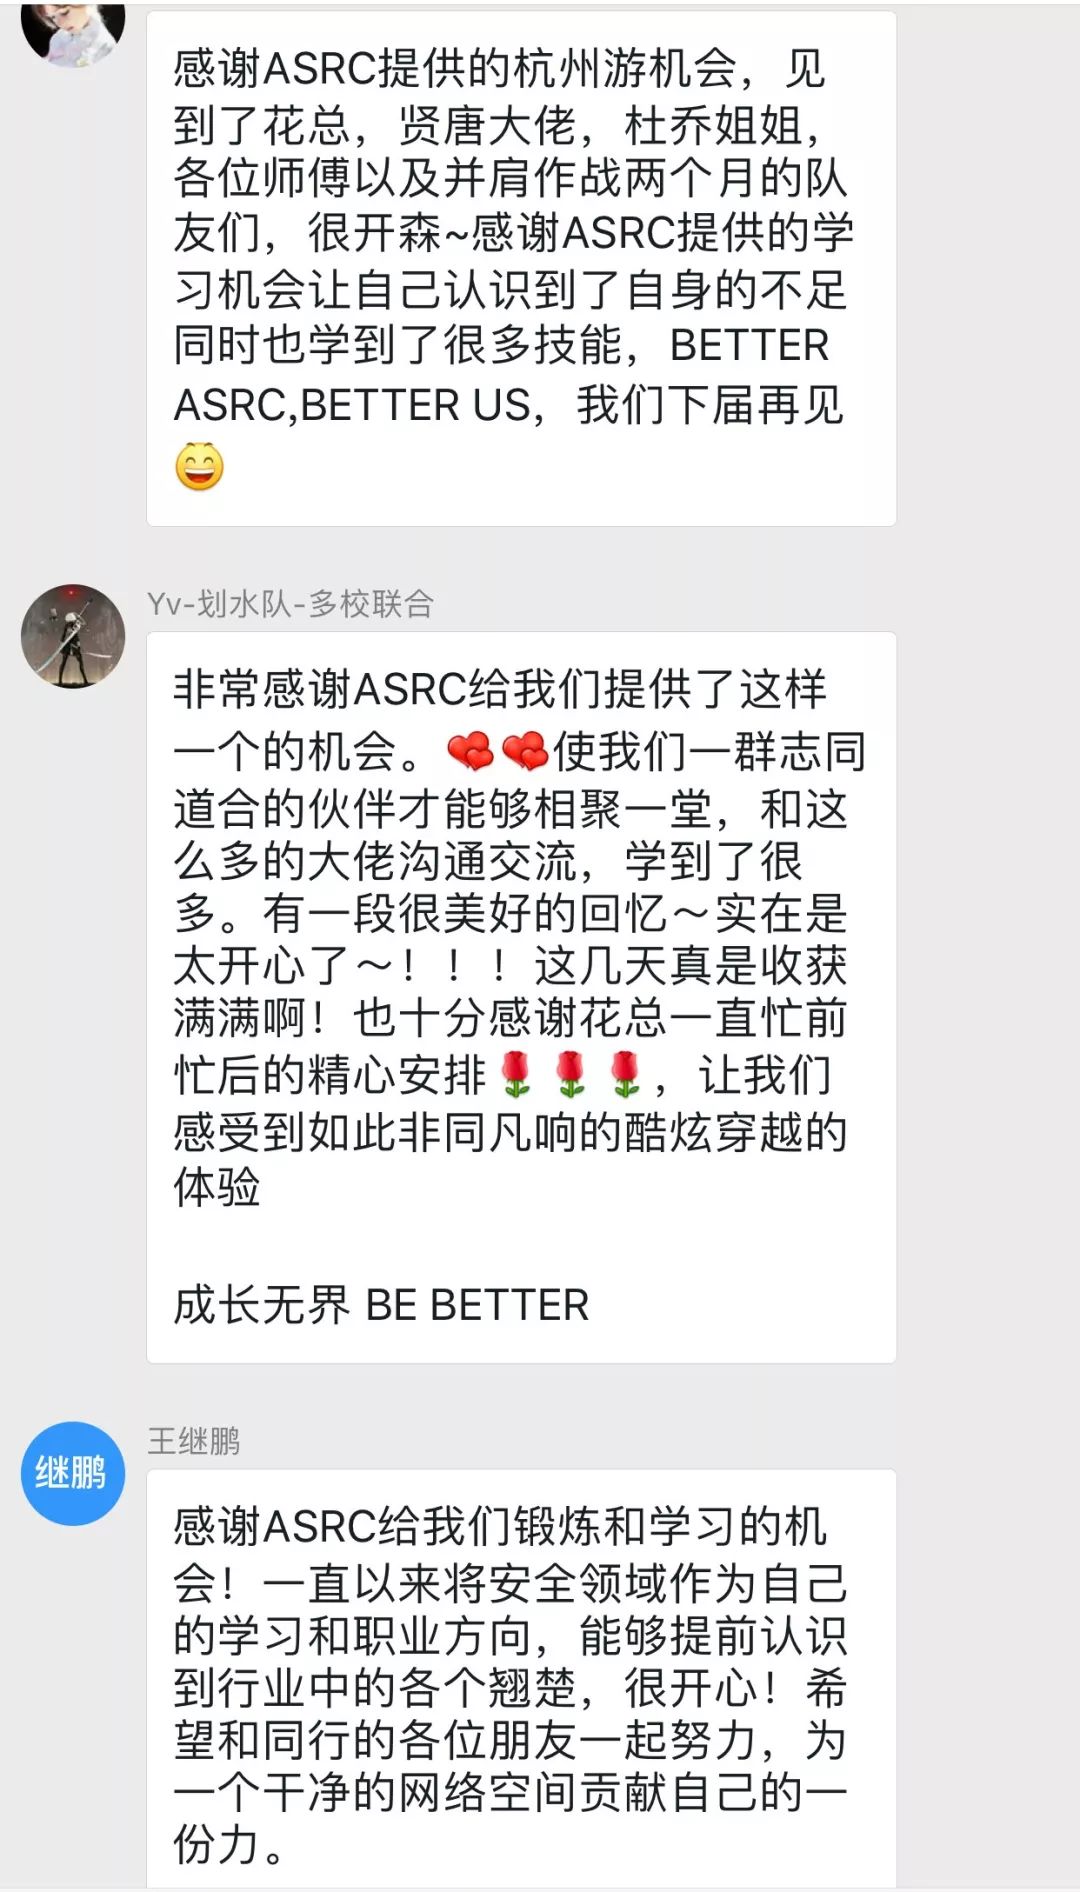 感谢ASRC提供的杭州游机会，见
到了花总，贤唐大佬，杜乔姐姐，
各位师傅以及并肩作战两个月的队
友们，很开森~感谢ASRC提供的学
习机会让自己认识到了自身的不足
同时也学到了很多技能，BETTER
ASRC,BETTER US，我们下届再见
😄
Yv-划水队-多校联合
非常感谢ASRC给我们提供了这样
一个的机会。💕💕使我们一群志同
道合的伙伴才能够相聚一堂，和这
么多的大佬沟通交流，学到了很
多。有一段很美好的回忆～实在是
太开心了～！！！这几天真是收获
满满啊！也十分感谢花总一直忙前
忙后的精心安排🌹🌹🌹，让我们
感受到如此非同凡响的酷炫穿越的
体验
成长无界 BE BETTER
王继鹏
继鹏
感谢ASRC给我们锻炼和学习的机
会！一直以来将安全领域作为自己
的学习和职业方向，能够提前认识
到行业中的各个翘楚，很开心！希
望和同行的各位朋友一起努力，为
一个干净的网络空间贡献自己的一
份力。